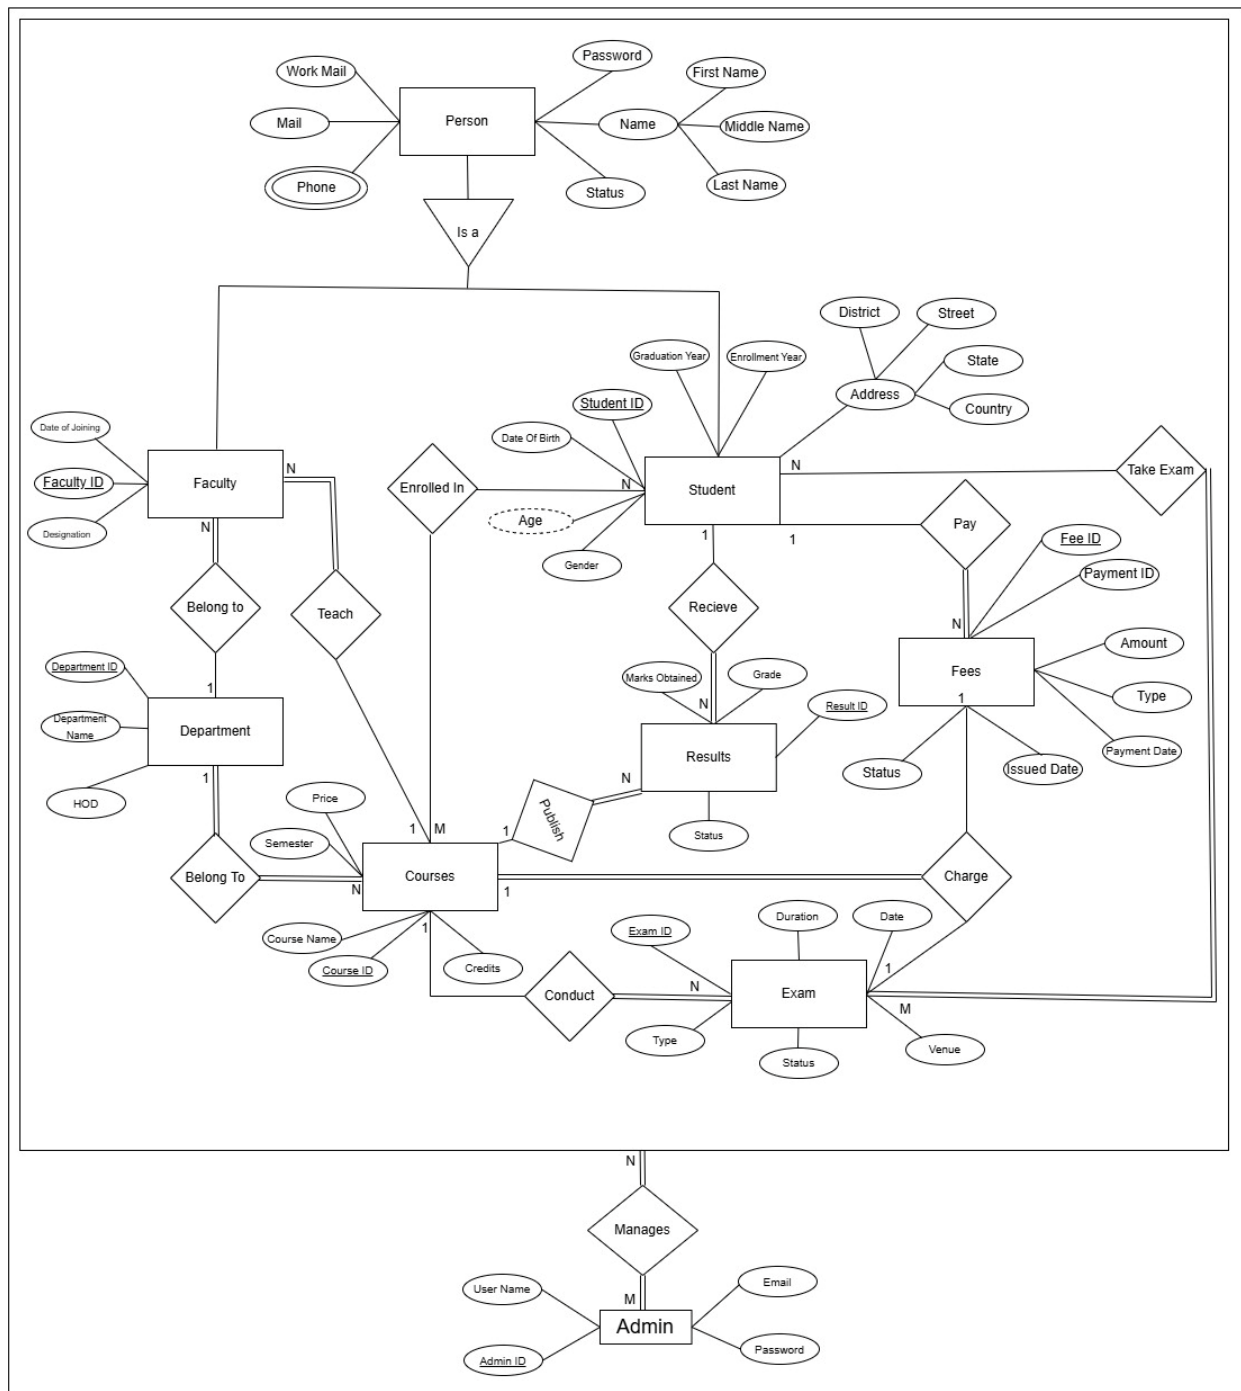 Password
Work Mail
First Name
Person
Mail
Name
Middle Name
Phone
Status
Last Name
Is a
District
Street
Graduation Year
Enrollment Year
State
Address
Student ID
Country
Date of Joining
Date Of Birth
N
N
Take Exam
Faculty ID
Faculty
Enrolled In
N
Student
Age
Pay
N
Designation
1
1
Fee ID
Gender
Payment ID
Belong to
Teach
Recieve
N
Amount
Department ID
Marks Obtained
Grade
Fees
1
N
1
Type
Result ID
Department
Name
Department
Payment Date
Results
Status
Issued Date
1
N
HOD
Price
Publish
1
M
1
Status
Semester
Belong To
N
Courses
1
Charge
1
Duration
Date
Exam ID
Course Name
Course ID
Credits
1
N
Conduct
Exam
M
Type
Venue
Status
N
Manages
User Name
Email
M
Admin
Admin ID
Password